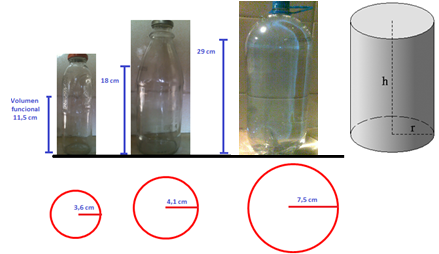 29 cm
18 cm
Volumen
funcional
11,5 cm
h
r
3,6 cm
4,1 cm
7,5 cm